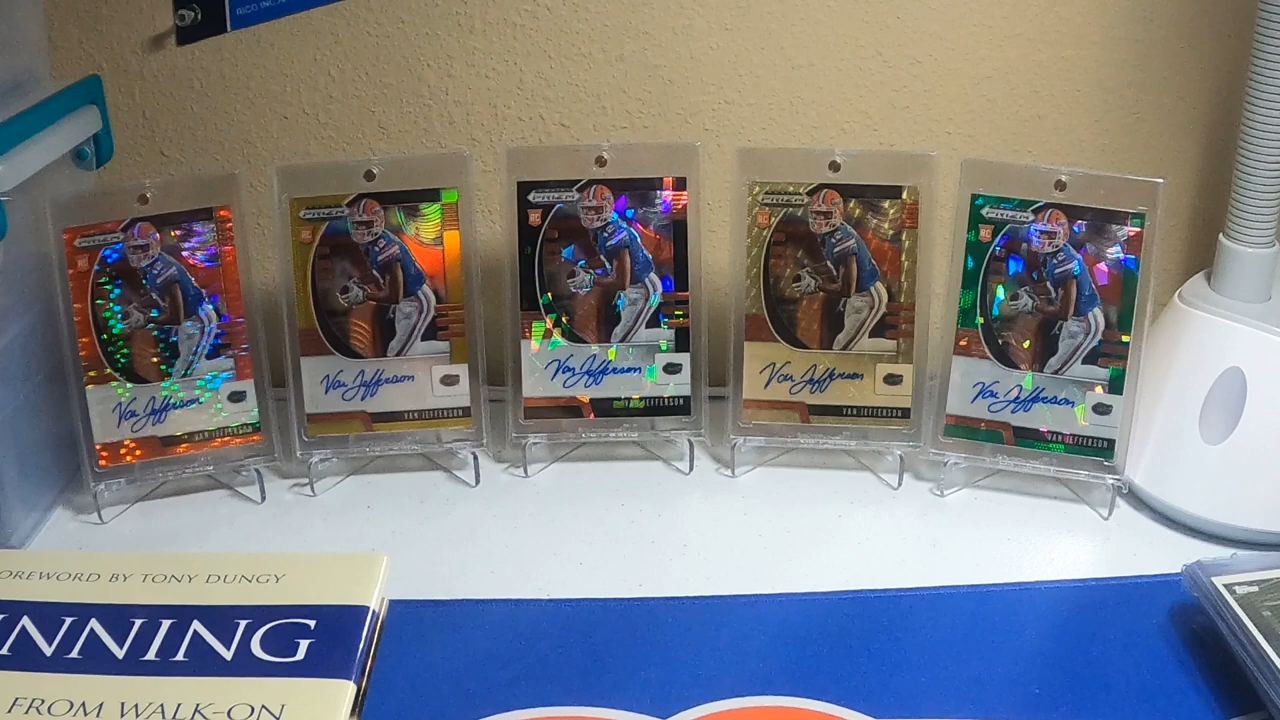 PRIZM
RC
Van Jefferson
VAN JEFFERSON
PRIZM
RC
Van Jefferson
VAN JEFFERSON
PRIZM
RC
Van Jefferson
VAN JEFFERSON
PRIZM
RC
Van Jefferson
VAN JEFFERSON
PRIZM
RC
Van Jefferson
VAN JEFFERSON
OREWORD BY TONY DUNGY
NNING
FROM WALK-ON